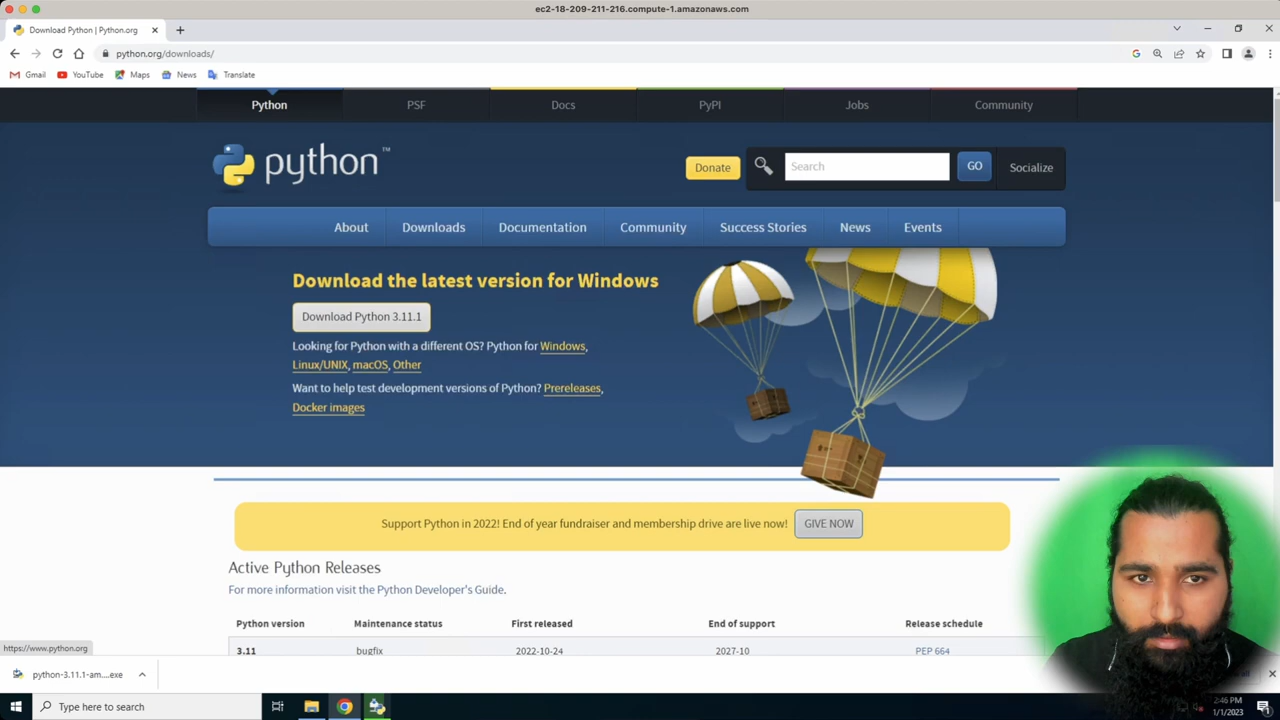 ec2-18-209-211-216.compute-1.amazonaws.com
Download Python | Python.org
python.org/downloads/
Gmail YouTube Maps News Translate
Python PSF Docs PyPI Jobs Community
python™
Donate Search GO Socialize
About Downloads Documentation Community Success Stories News Events
Download the latest version for Windows
Download Python 3.11.1
Looking for Python with a different OS? Python for Windows,
Linux/UNIX, macOS, Other
Want to help test development versions of Python? Prereleases,
Docker images
Support Python in 2022! End of year fundraiser and membership drive are live now! GIVE NOW
Active Python Releases
For more information visit the Python Developer's Guide.
Python version Maintenance status First released End of support Release schedule
3.11 bugfix 2022-10-24 2027-10 PEP 664
https://www.python.org
python-3.11.1-am....exe
Type here to search
2:46 PM
1/1/2023